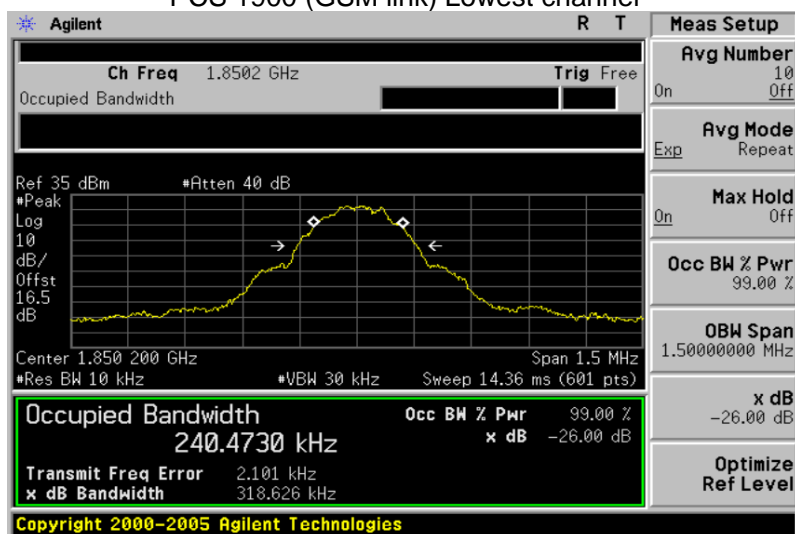 PCS 1900 (GSM link) Lowest channel
Agilent R T Meas Setup
Ch Freq 1.8502 GHz Trig Free
Occupied Bandwidth
Avg Number
10
On Off
Avg Mode
Exp Repeat
Max Hold
On Off
Occ BW % Pwr
99.00 %
OBW Span
1.50000000 MHz
x dB
-26.00 dB
Optimize
Ref Level
Ref 35 dBm #Atten 40 dB
#Peak
Log
10
dB/
Offst
16.5
dB
Center 1.850 200 GHz Span 1.5 MHz
#Res BW 10 kHz #VBW 30 kHz Sweep 14.36 ms (601 pts)
Occupied Bandwidth Occ BW % Pwr 99.00 %
240.4730 kHz x dB -26.00 dB
Transmit Freq Error 2.101 kHz
x dB Bandwidth 318.626 kHz
Copyright 2000-2005 Agilent Technologies